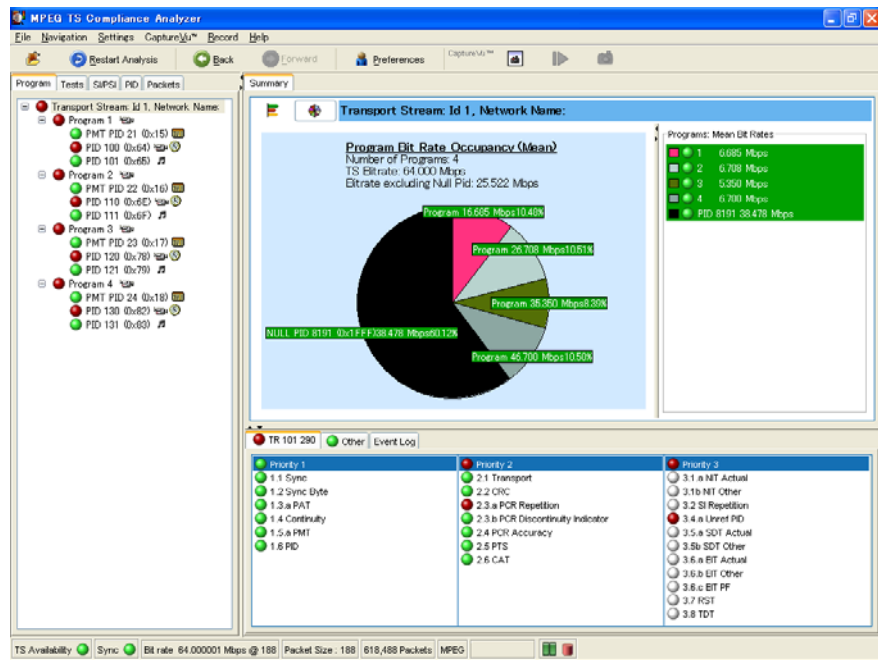 MPEG TS Compliance Analyzer
File Navigation Settings CaptureVu™ Record Help
Restart Analysis Back Forward Preferences CaptureVu™
Program Tests SI/PSI PID Packets
Transport Stream: Id 1, Network Name:
Program 1
PMT PID 21 (0x15)
PID 100 (0x64)
PID 101 (0x65)
Program 2
PMT PID 22 (0x16)
PID 110 (0x6E)
PID 111 (0x6F)
Program 3
PMT PID 23 (0x17)
PID 120 (0x78)
PID 121 (0x79)
Program 4
PMT PID 24 (0x18)
PID 130 (0x82)
PID 131 (0x83)
Summary
Transport Stream: Id 1, Network Name:
Program Bit Rate Occupancy (Mean)
Number of Programs: 4
TS Bitrate: 64.000 Mbps
Bitrate excluding Null Pid: 25.522 Mbps
Program 16.685 Mbps10.48%
Program 26.708 Mbps10.51%
Program 35.350 Mbps8.39%
NULL PID 8191 (0x1FFF)38.478 Mbps60.12%
Program 46.700 Mbps10.50%
Programs: Mean Bit Rates
1 6.685 Mbps
2 6.708 Mbps
3 5.350 Mbps
4 6.700 Mbps
PID 8191 38.478 Mbps
TR 101 290 Other Event Log
Priority 1
1.1 Sync
1.2 Sync Byte
1.3.a PAT
1.4 Continuity
1.5.a PMT
1.6 PID
Priority 2
2.1 Transport
2.2 CRC
2.3.a PCR Repetition
2.3.b PCR Discontinuity Indicator
2.4 PCR Accuracy
2.5 PTS
2.6 CAT
Priority 3
3.1.a NIT Actual
3.1b NIT Other
3.2 SI Repetition
3.4.a Unref PID
3.5.a SDT Actual
3.5b SDT Other
3.6.a EIT Actual
3.6.b EIT Other
3.6.c EIT PF
3.7 RST
3.8 TDT
TS Availability Sync Bit rate 64.000001 Mbps @ 188 Packet Size : 188 618,488 Packets MPEG